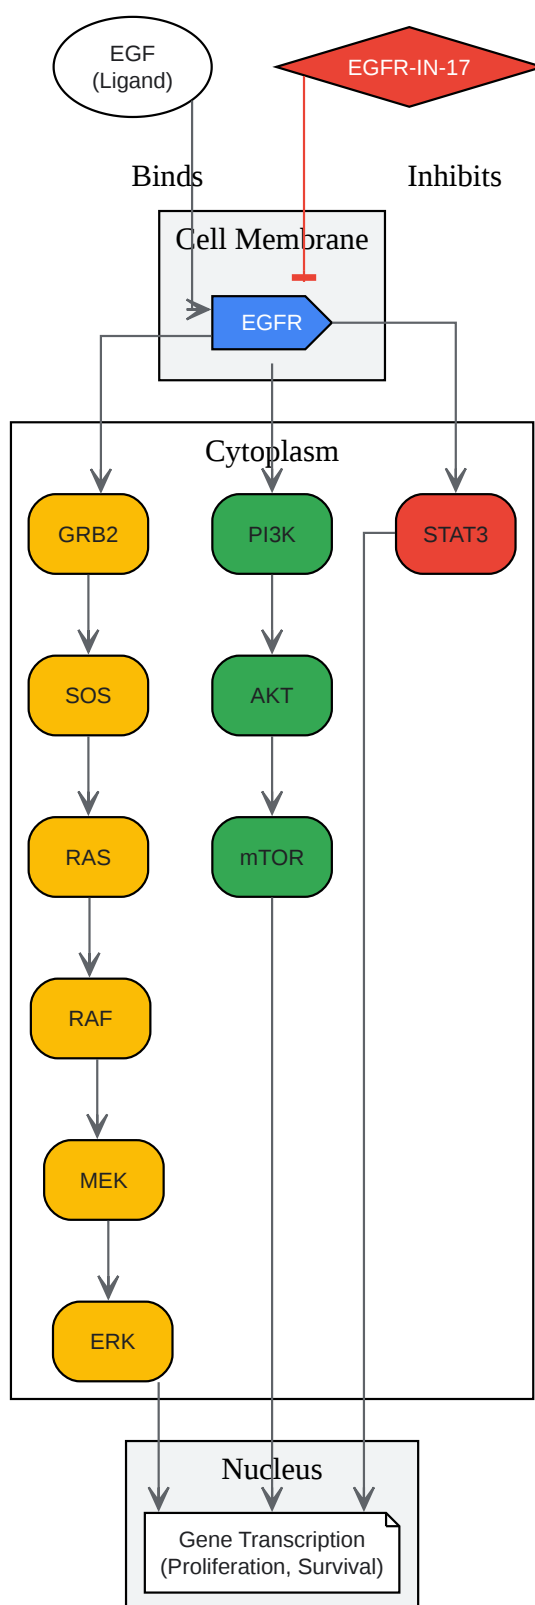 EGF
(Ligand)
EGFR-IN-17
Binds
Inhibits
Cell Membrane
EGFR
Cytoplasm
GRB2
PI3K
STAT3
SOS
AKT
RAS
mTOR
RAF
MEK
ERK
Nucleus
Gene Transcription
(Proliferation, Survival)